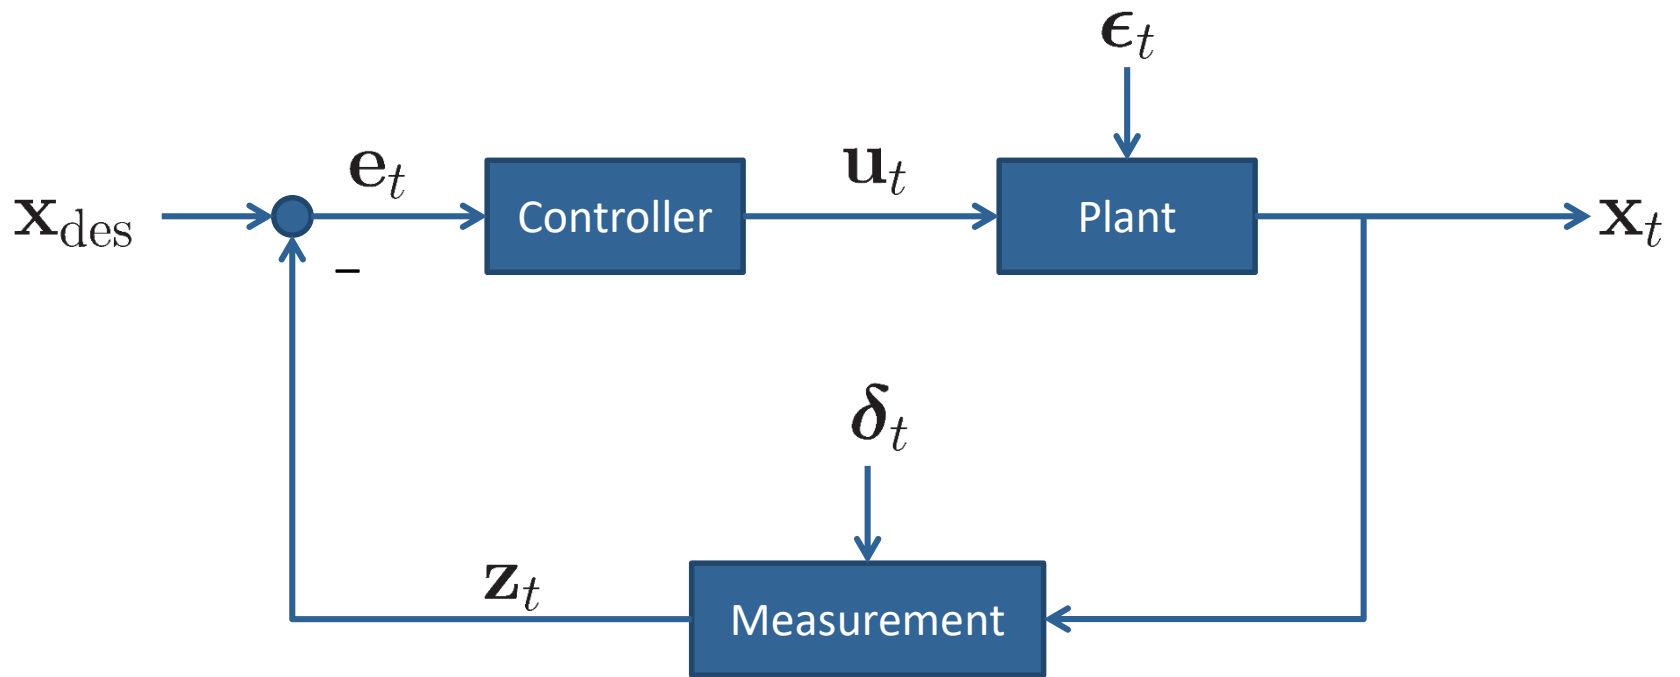 ϵt
xdes
et
Controller
ut
Plant
xt
–
δt
zt
Measurement